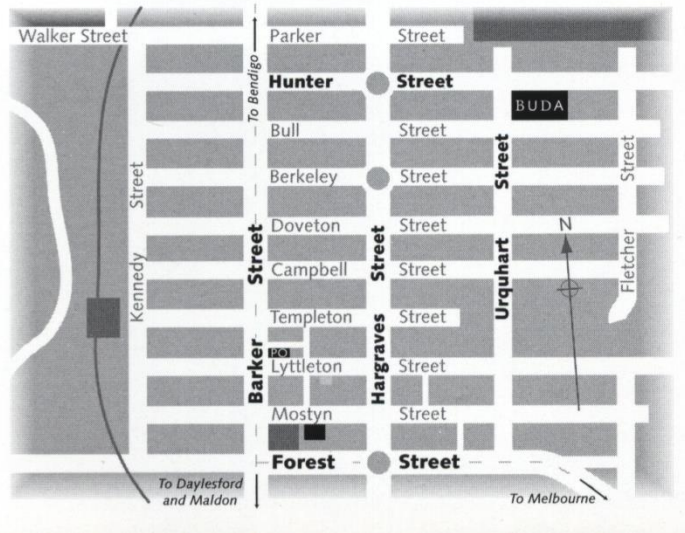 Walker Street
Parker Street
To Bendigo
Hunter Street
BUDA
Bull Street
Berkeley Street
Kennedy Street
Barker Street
Hargraves Street
Urquhart Street
Fletcher Street
Doveton Street
N
Campbell Street
Templeton Street
PO
Lyttleton Street
Mostyn Street
Forest Street
To Daylesford
and Maldon
To Melbourne